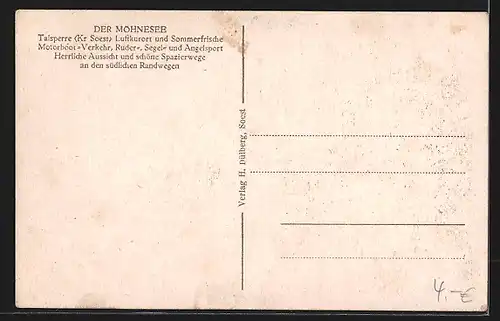 DER MÖHNESEE
Talsperre (Kr Soest) Luftkurort und Sommerfrische
Motorboot-Verkehr, Ruder-, Segel- und Angelsport
Herrliche Aussicht und schöne Spazierwege
an den südlichen Randwegen
Verlag H. Dülberg, Soest
4.-€